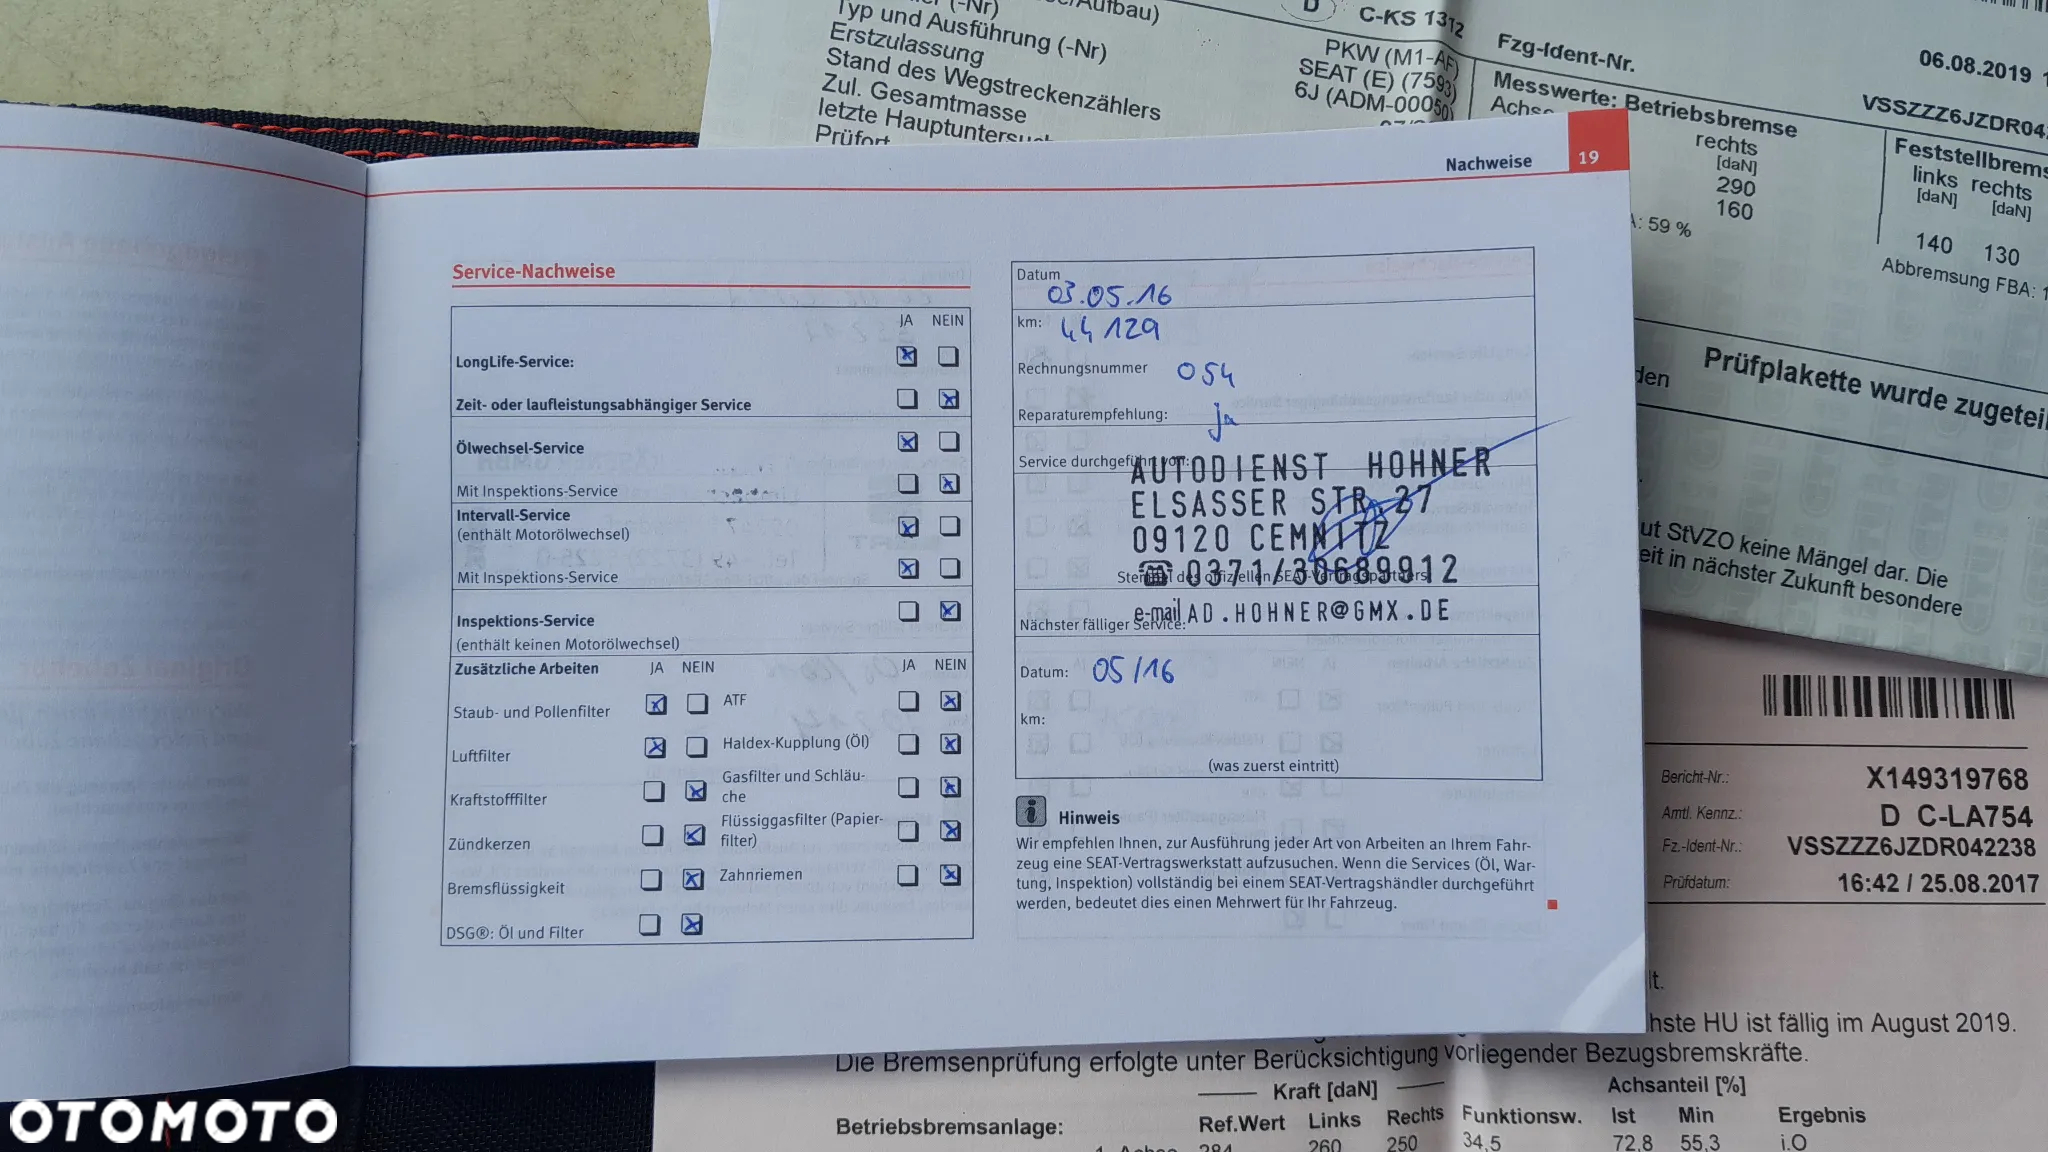 Typ und Ausführung (-Nr)
Erstzulassung
Stand des Wegstreckenzählers
Zul. Gesamtmasse
letzte
Prüfort
D C-KS 1312
PKW (M1-AF)
SEAT (E) (7593)
6J (ADM-00050)
Fzg-Ident-Nr.
06.08.2019
VSSZZZ6JZDR04
Messwerte: Betriebsbremse
rechts
[daN]
290
160
59 %
Feststellbrems
links rechts
[daN] [daN]
140 130
Abbremsung FBA:
Prüfplakette wurde zugeteil
ut StVZO keine Mängel dar. Die
eit in nächster Zukunft besondere
Nachweise 19
Service-Nachweise
JA NEIN
LongLife-Service:
Zeit- oder laufleistungsabhängiger Service
Ölwechsel-Service
Mit Inspektions-Service
Intervall-Service
(enthält Motorölwechsel)
Mit Inspektions-Service
Inspektions-Service
(enthält keinen Motorölwechsel)
Zusätzliche Arbeiten JA NEIN JA NEIN
Staub- und Pollenfilter
ATF
Luftfilter
Haldex-Kupplung (Öl)
Kraftstofffilter
Gasfilter und Schläu-
che
Zündkerzen
Flüssiggasfilter (Papier-
filter)
Bremsflüssigkeit
Zahnriemen
DSG®: Öl und Filter
Datum
03.05.16
km: 44 129
Rechnungsnummer 054
Reparaturempfehlung: ja
Service durchgeführt von:
AUTODIENST HOHNER
ELSASSER STR. 27
09120 CEMNITZ
☎ 0371/30689912
Stempel des offiziellen SEAT-Vertragspartners
e-mail AD.HOHNER@GMX.DE
Nächster fälliger Service:
Datum: 05/16
km:
(was zuerst eintritt)
Hinweis
Wir empfehlen Ihnen, zur Ausführung jeder Art von Arbeiten an Ihrem Fahr-
zeug eine SEAT-Vertragswerkstatt aufzusuchen. Wenn die Services (Öl, War-
tung, Inspektion) vollständig bei einem SEAT-Vertragshändler durchgeführt
werden, bedeutet dies einen Mehrwert für Ihr Fahrzeug.
Bericht-Nr.: X149319768
Amtl. Kennz.: D C-LA754
Fz.-Ident-Nr.: VSSZZZ6JZDR042238
Prüfdatum: 16:42 / 25.08.2017
hste HU ist fällig im August 2019.
Die Bremsenprüfung erfolgte unter Berücksichtigung vorliegender Bezugsbremskräfte.
Kraft [daN] Achsanteil [%]
Betriebsbremsanlage: Ref.Wert Links Rechts Funktionsw. Ist Min Ergebnis
284 260 250 34,5 72,8 55,3 i.O
OTOMOTO